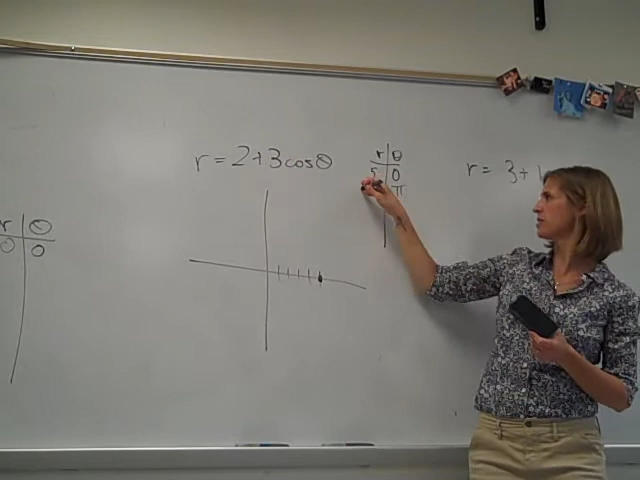 r = 2+3cosθ
r | θ
5 | 0
π
r = 3+
r | θ
0 | 0